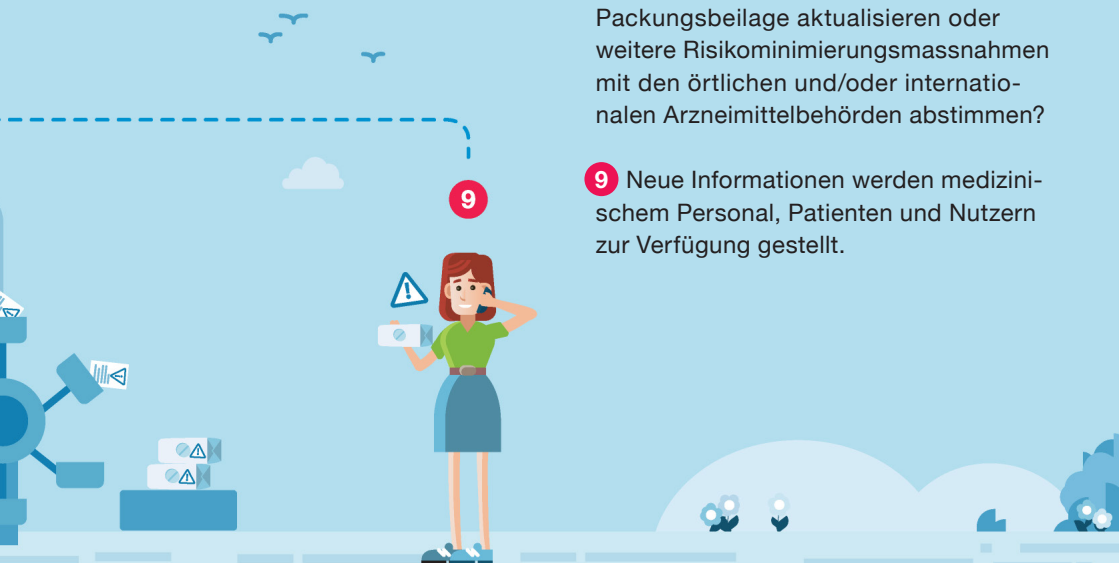 Packungsbeilage aktualisieren oder
weitere Risikominimierungsmassnahmen
mit den örtlichen und/oder internatio-
nalen Arzneimittelbehörden abstimmen?
9 Neue Informationen werden medizini-
schem Personal, Patienten und Nutzern
zur Verfügung gestellt.
9